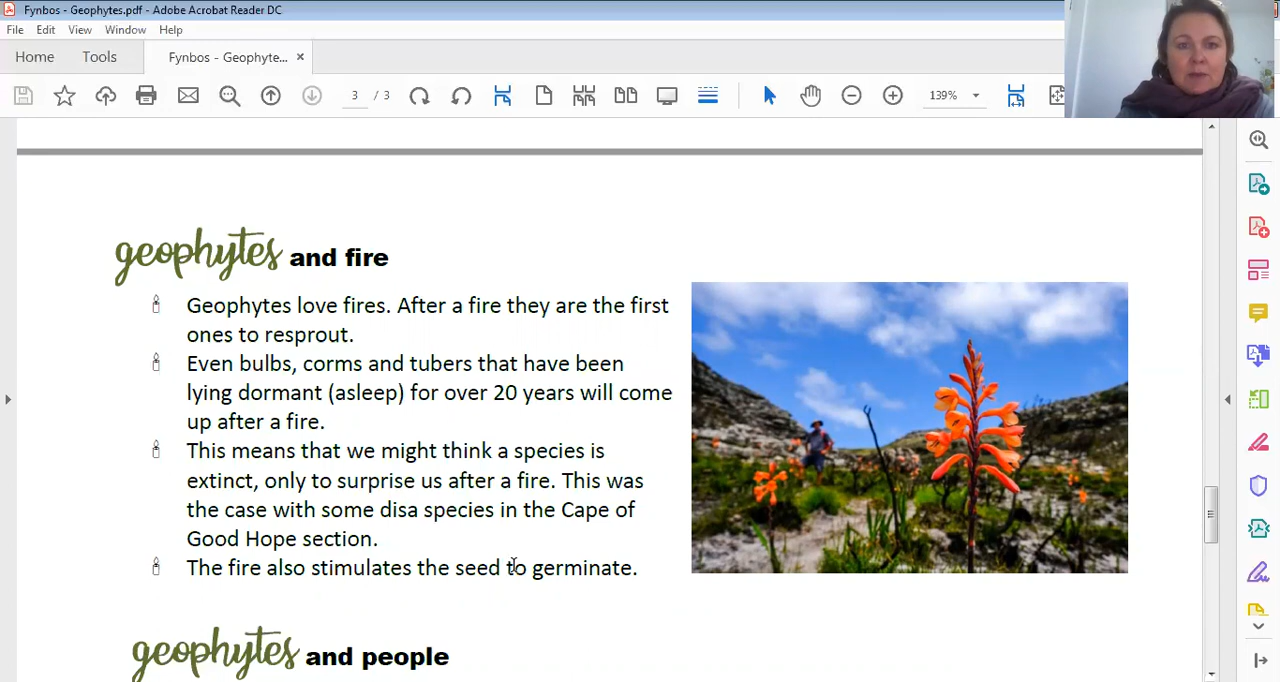 Fynbos - Geophytes.pdf - Adobe Acrobat Reader DC
File Edit View Window Help
Home Tools Fynbos - Geophyte... ×
3 / 3 139%
geophytes and fire
Geophytes love fires. After a fire they are the first
ones to resprout.
Even bulbs, corms and tubers that have been
lying dormant (asleep) for over 20 years will come
up after a fire.
This means that we might think a species is
extinct, only to surprise us after a fire. This was
the case with some disa species in the Cape of
Good Hope section.
The fire also stimulates the seed to germinate.
geophytes and people